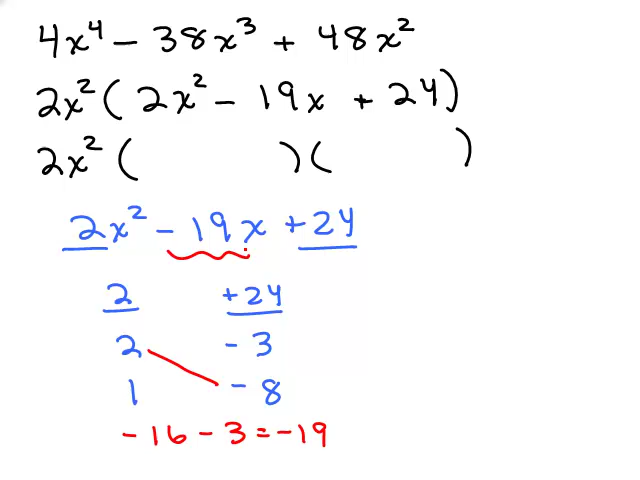 4x⁴ − 38x³ + 48x²
2x² ( 2x² − 19x + 24)
2x² (          ) (          )
2x² − 19x + 24
2 +24
2 − 3
1 − 8
− 16 − 3 = − 19